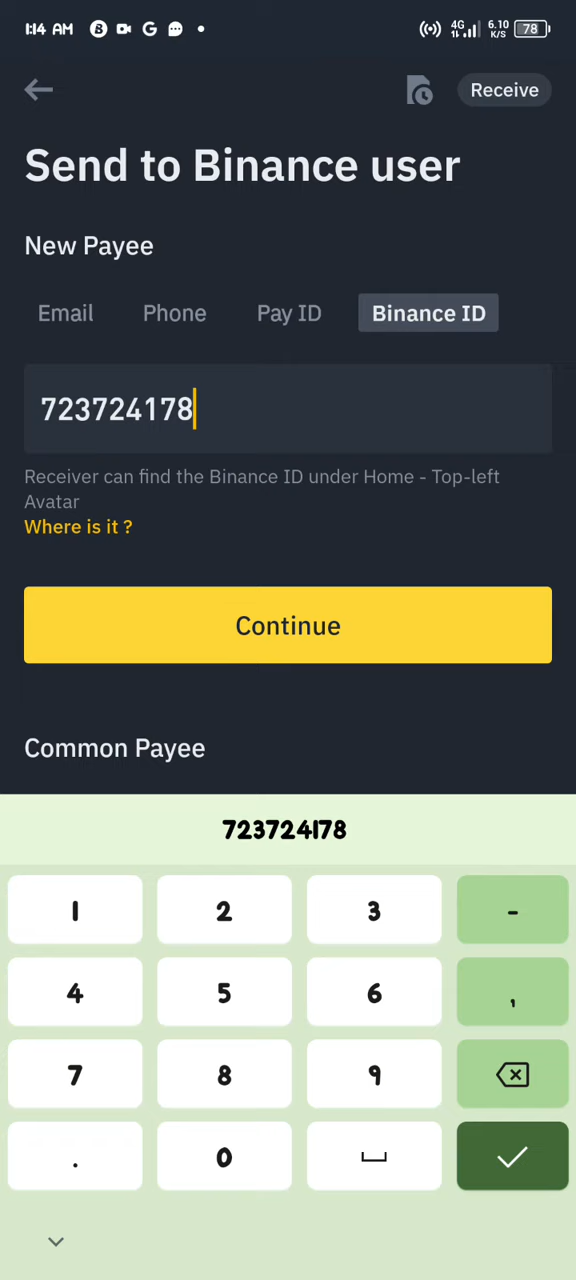 1:14 AM
6.10
4G K/S 78
Receive
Send to Binance user
New Payee
Email Phone Pay ID Binance ID
723724178
Receiver can find the Binance ID under Home - Top-left
Avatar
Where is it ?
Continue
Common Payee
723724178
1 2 3 -
4 5 6 ,
7 8 9
. 0